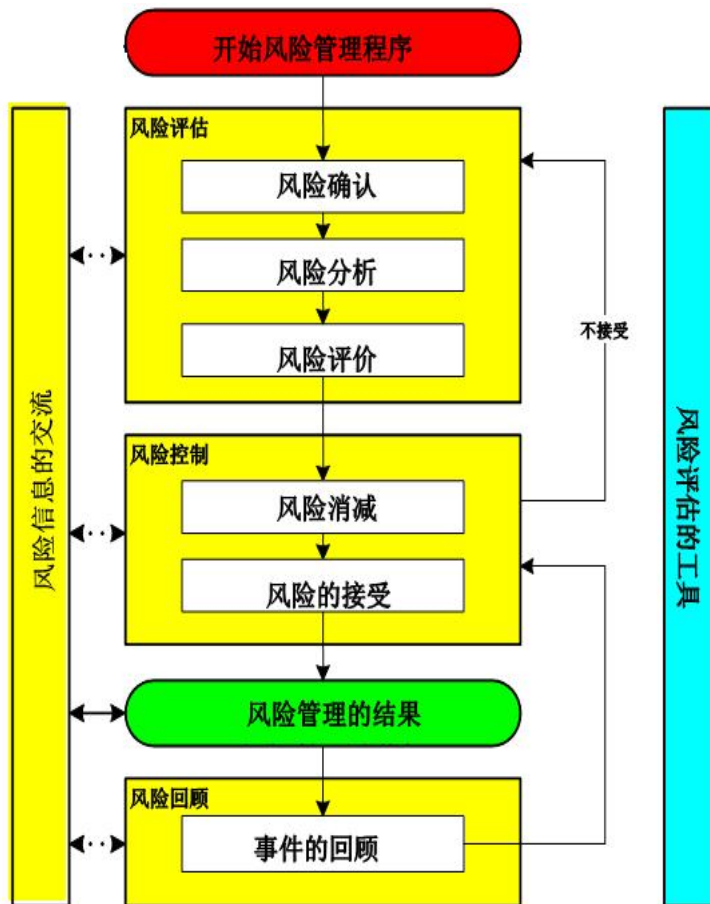 开始风险管理程序
风险评估
风险确认
风险分析
风险评价
不接受
风险控制
风险消减
风险的接受
风险管理的结果
风险回顾
事件的回顾
风险信息的交流
风险评估的工具